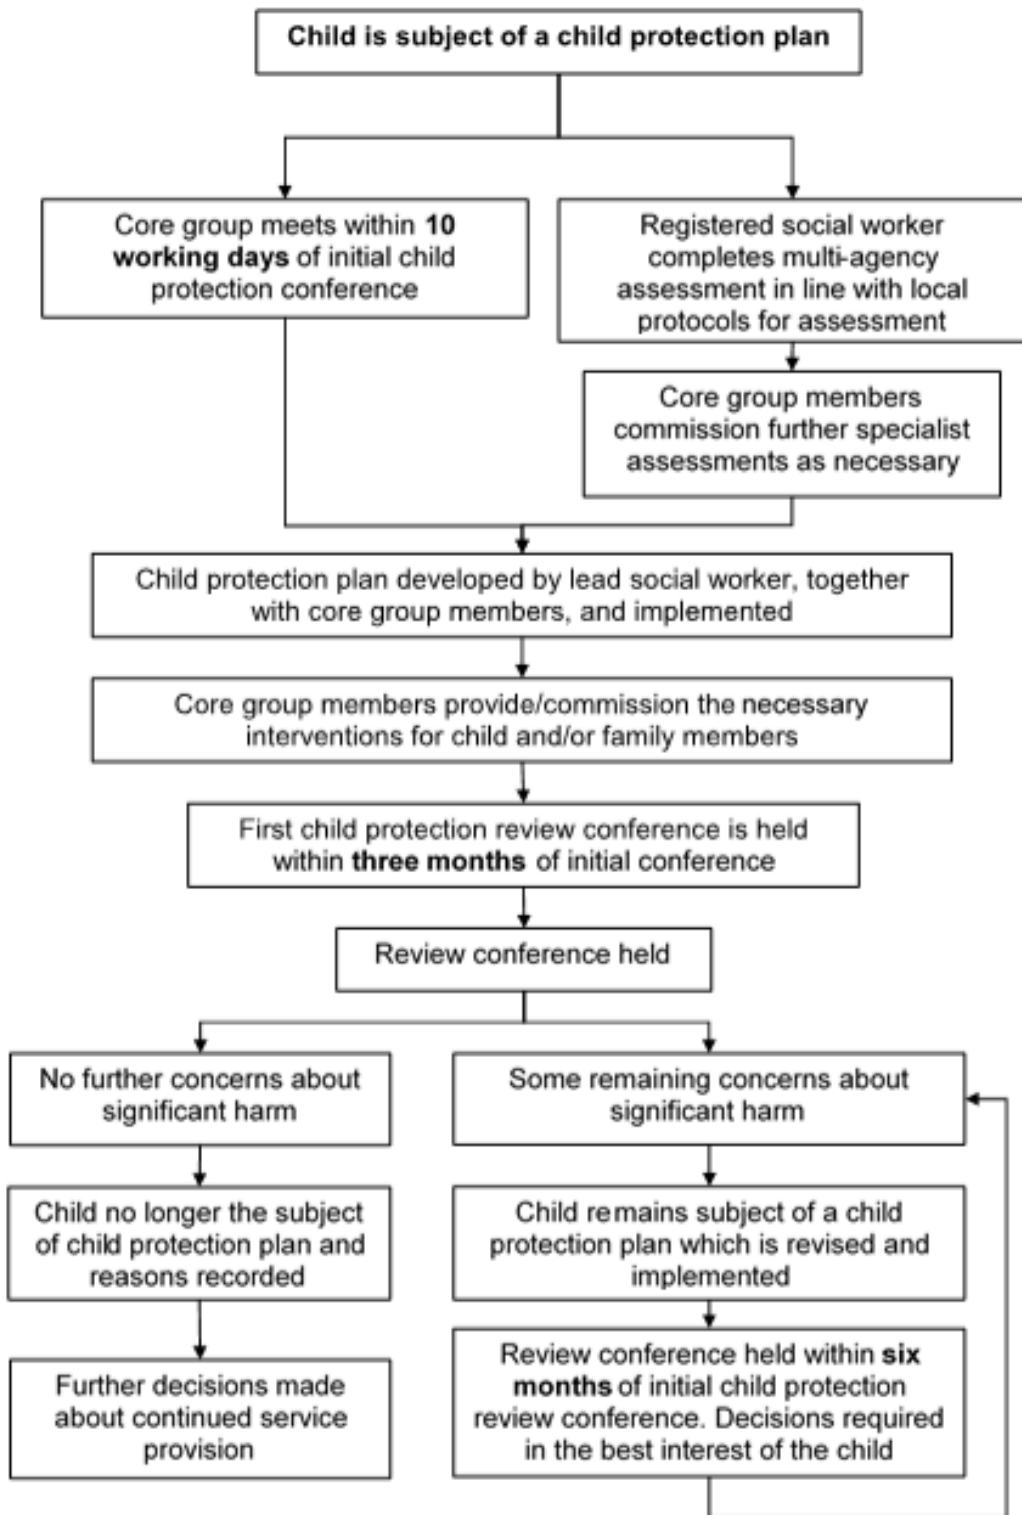 Child is subject of a child protection plan
Core group meets within 10
working days of initial child
protection conference
Registered social worker
completes multi-agency
assessment in line with local
protocols for assessment
Core group members
commission further specialist
assessments as necessary
Child protection plan developed by lead social worker, together
with core group members, and implemented
Core group members provide/commission the necessary
interventions for child and/or family members
First child protection review conference is held
within three months of initial conference
Review conference held
No further concerns about
significant harm
Some remaining concerns about
significant harm
Child no longer the subject
of child protection plan and
reasons recorded
Child remains subject of a child
protection plan which is revised and
implemented
Further decisions made
about continued service
provision
Review conference held within six
months of initial child protection
review conference. Decisions required
in the best interest of the child